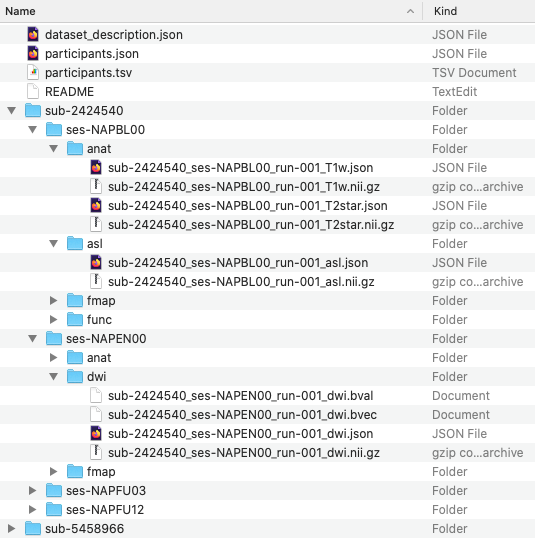 Name Kind
dataset_description.json JSON File
participants.json JSON File
participants.tsv TSV Document
README TextEdit
sub-2424540 Folder
ses-NAPBL00 Folder
anat Folder
sub-2424540_ses-NAPBL00_run-001_T1w.json JSON File
sub-2424540_ses-NAPBL00_run-001_T1w.nii.gz gzip co...archive
sub-2424540_ses-NAPBL00_run-001_T2star.json JSON File
sub-2424540_ses-NAPBL00_run-001_T2star.nii.gz gzip co...archive
asl Folder
sub-2424540_ses-NAPBL00_run-001_asl.json JSON File
sub-2424540_ses-NAPBL00_run-001_asl.nii.gz gzip co...archive
fmap Folder
func Folder
ses-NAPEN00 Folder
anat Folder
dwi Folder
sub-2424540_ses-NAPEN00_run-001_dwi.bval Document
sub-2424540_ses-NAPEN00_run-001_dwi.bvec Document
sub-2424540_ses-NAPEN00_run-001_dwi.json JSON File
sub-2424540_ses-NAPEN00_run-001_dwi.nii.gz gzip co...archive
fmap Folder
ses-NAPFU03 Folder
ses-NAPFU12 Folder
sub-5458966 Folder